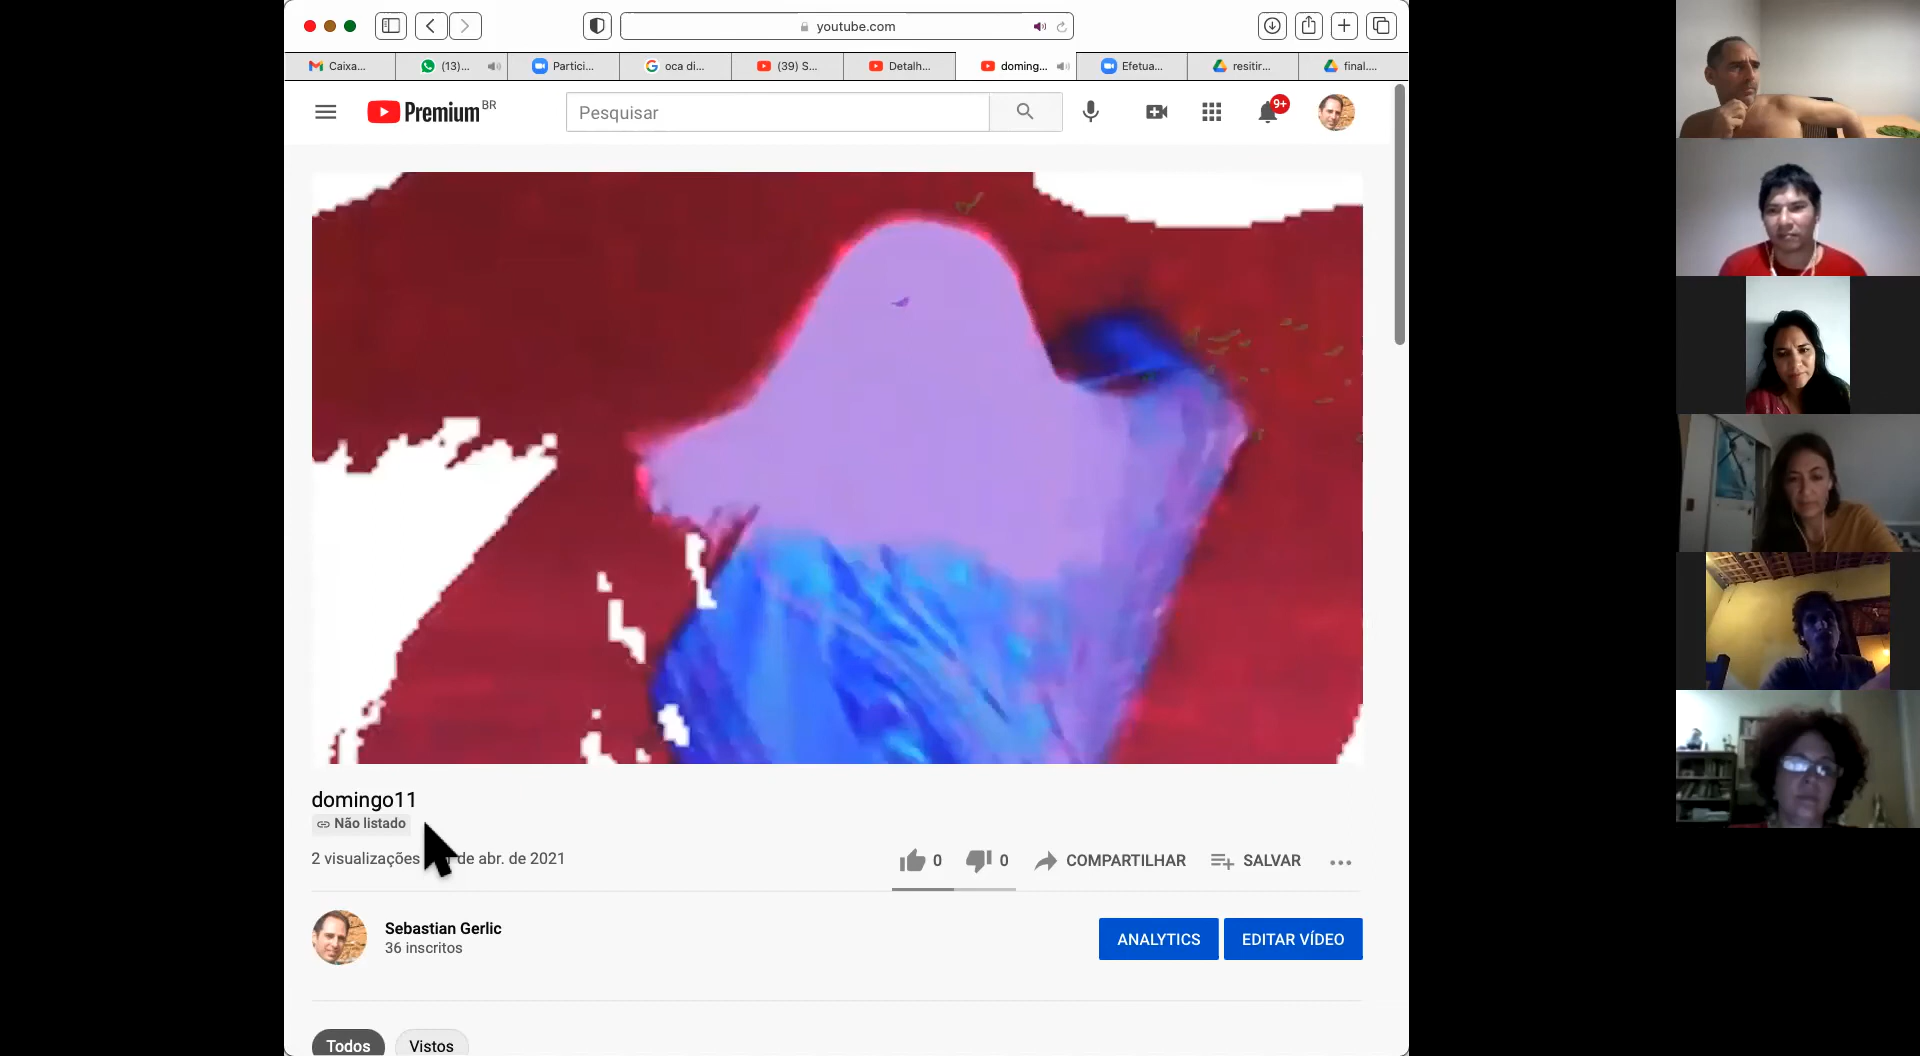 youtube.com
Caixa...
(13)...
Partici...
oca di...
(39) S...
Detalh...
doming...
Efetua...
resitir...
final....
Premium BR
Pesquisar
9+
domingo11
Não listado
2 visualizações
de abr. de 2021
0
0
COMPARTILHAR
SALVAR
Sebastian Gerlic
36 inscritos
ANALYTICS
EDITAR VÍDEO
Todos
Vistos